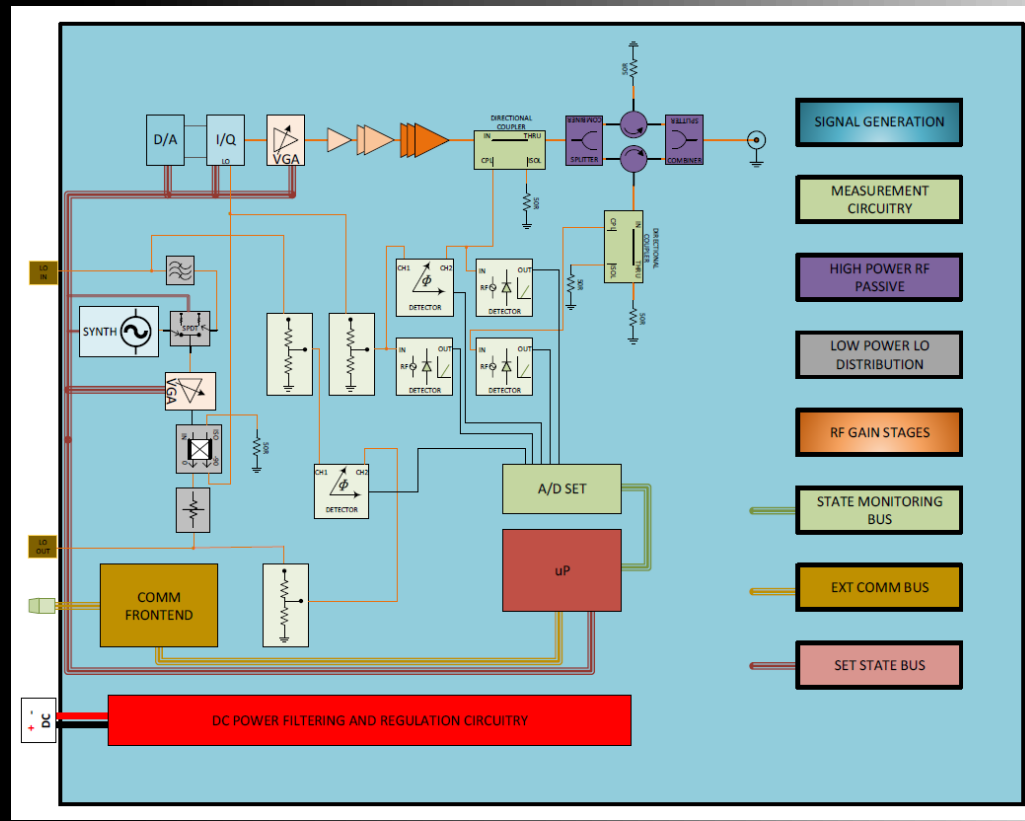 D/A
I/Q
LO
VGA
DIRECTIONAL
COUPLER
IN
THRU
CPL
ISOL
50R
50R
COMBINER
SPLITTER
SPLITTER
COMBINER
SIGNAL GENERATION
MEASUREMENT
CIRCUITRY
HIGH POWER RF
PASSIVE
LOW POWER LO
DISTRIBUTION
RF GAIN STAGES
STATE MONITORING
BUS
EXT COMM BUS
SET STATE BUS
CPL
IN
ISOL
THRU
DIRECTIONAL
COUPLER
50R
50R
LO
IN
SYNTH
SPDT
VGA
IN
ISO
0
-90
50R
CH1
CH2
Φ
DETECTOR
IN
OUT
RF
DETECTOR
IN
OUT
RF
DETECTOR
IN
OUT
RF
DETECTOR
CH1
CH2
Φ
DETECTOR
A/D SET
uP
LO
OUT
COMM
FRONTEND
+ -
DC
DC POWER FILTERING AND REGULATION CIRCUITRY